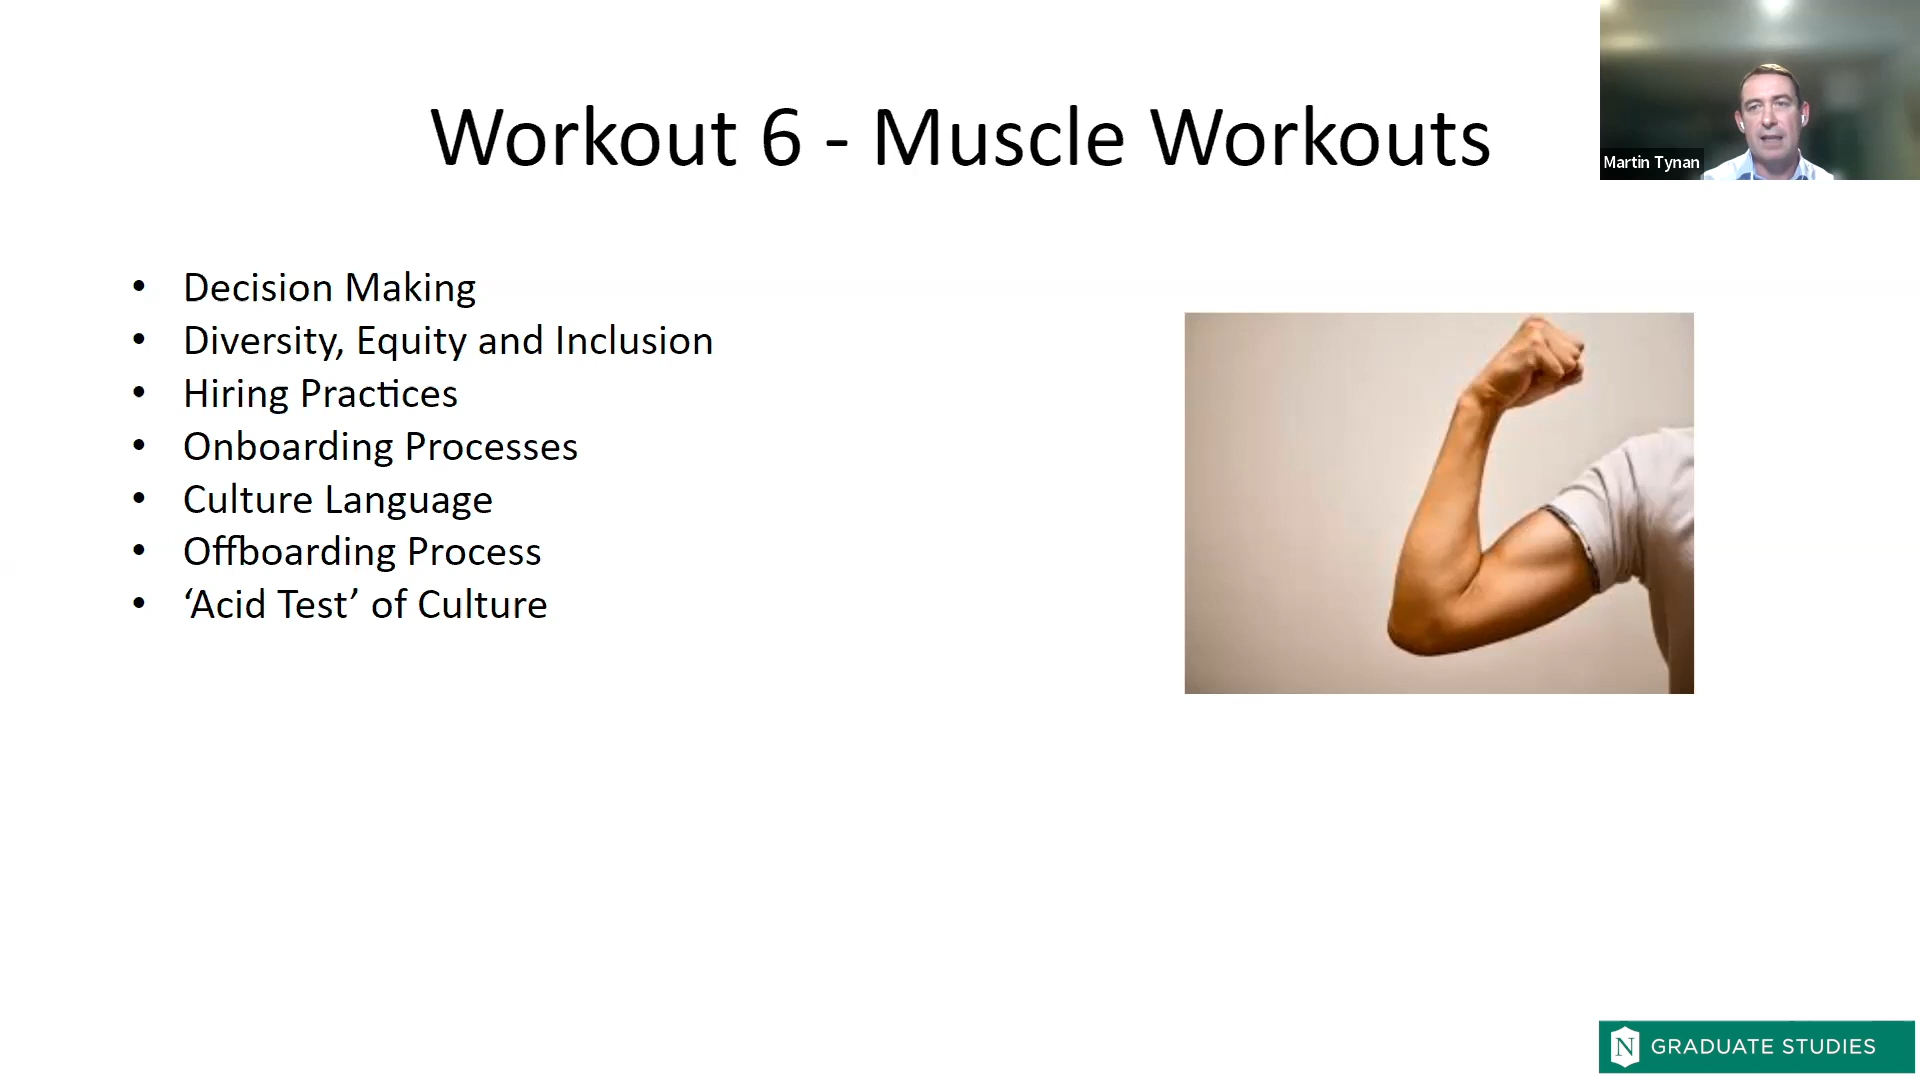 Workout 6 - Muscle Workouts
Martin Tynan
• Decision Making
• Diversity, Equity and Inclusion
• Hiring Practices
• Onboarding Processes
• Culture Language
• Offboarding Process
• ‘Acid Test’ of Culture
N GRADUATE STUDIES